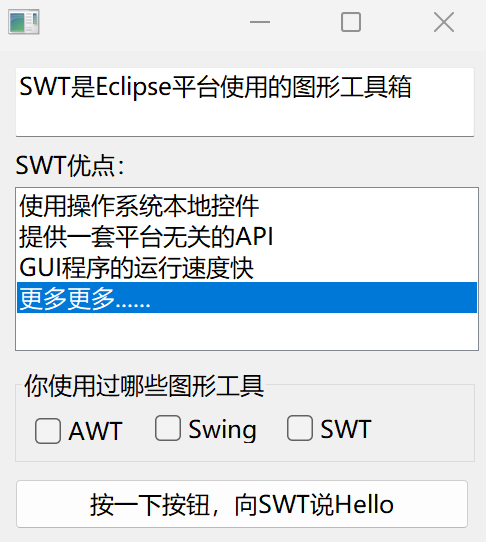 SWT是Eclipse平台使用的图形工具箱
SWT优点：
使用操作系统本地控件
提供一套平台无关的API
GUI程序的运行速度快
更多更多......
你使用过哪些图形工具
AWT Swing SWT
按一下按钮，向SWT说Hello